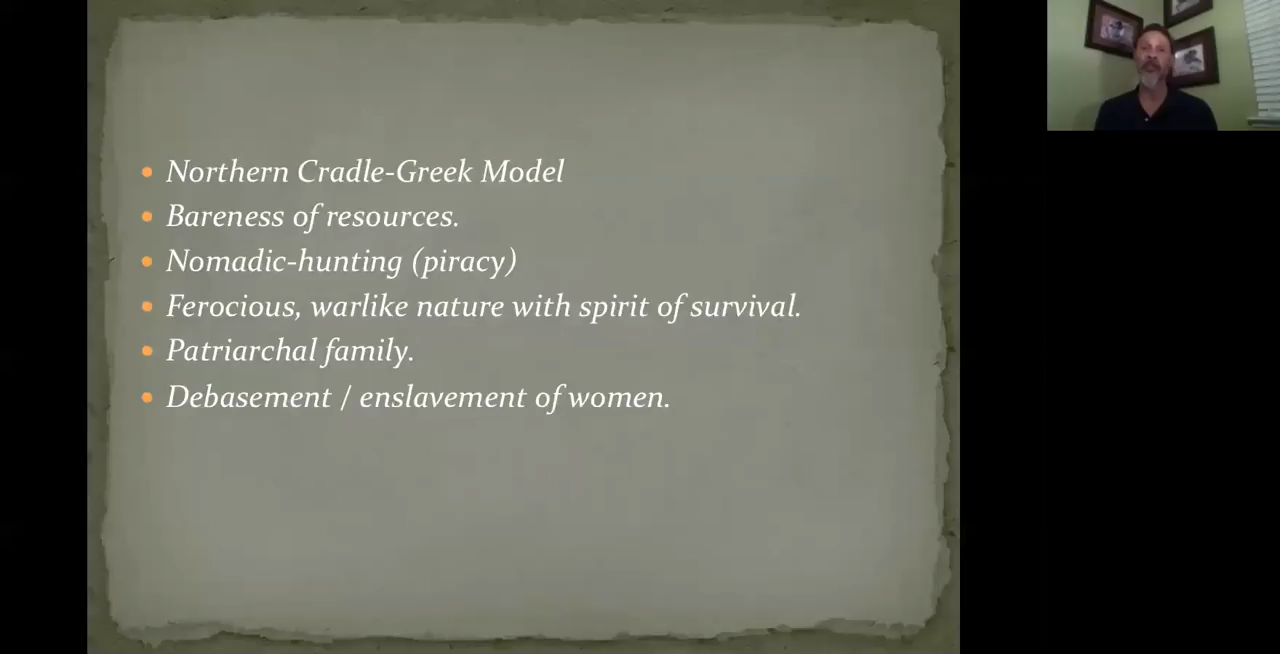 Northern Cradle-Greek Model
Bareness of resources.
Nomadic-hunting (piracy)
Ferocious, warlike nature with spirit of survival.
Patriarchal family.
Debasement / enslavement of women.